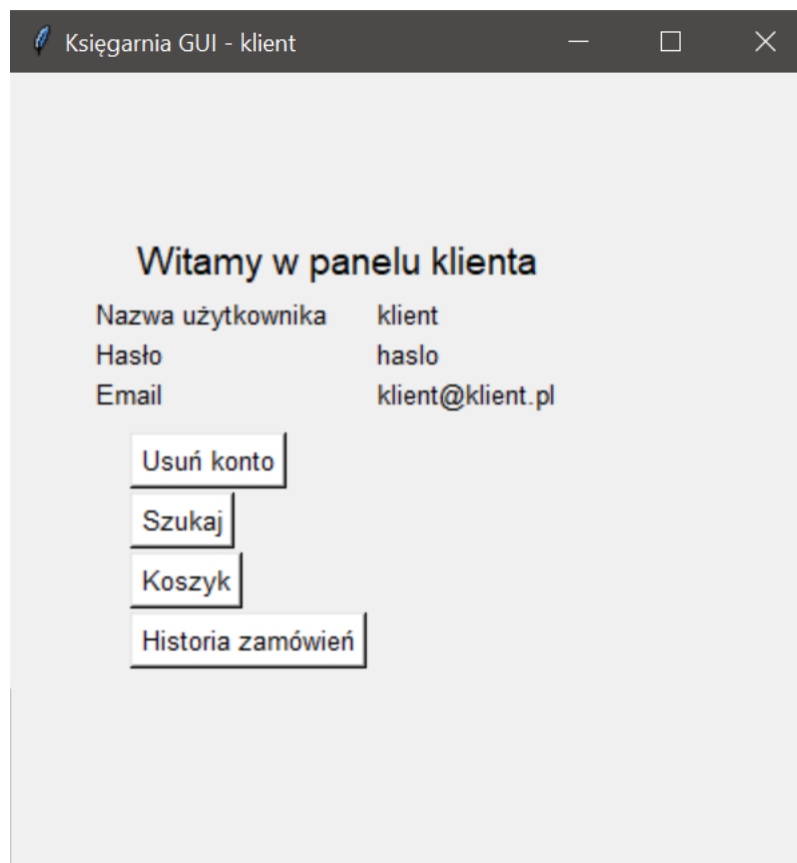 Księgarnia GUI - klient
Witamy w panelu klienta
Nazwa użytkownika klient
Hasło haslo
Email klient@klient.pl
Usuń konto
Szukaj
Koszyk
Historia zamówień